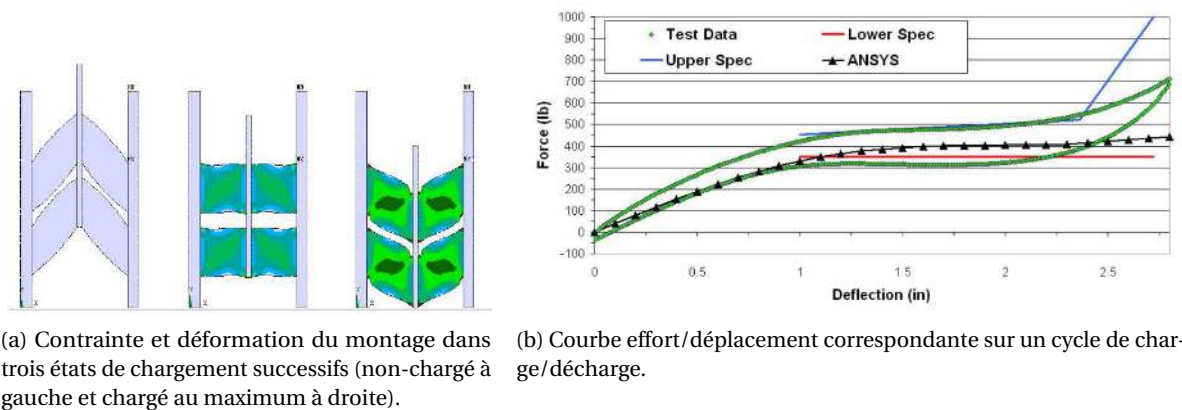 1000
900
800
700
600
500
400
300
200
100
0
-100
Force (lb)
Test Data
Lower Spec
Upper Spec
ANSYS
0
0.5
1
1 5
2
2.5
Deflection (in)
(a) Contrainte et déformation du montage dans
trois états de chargement successifs (non-chargé à
gauche et chargé au maximum à droite).
(b) Courbe effort/déplacement correspondante sur un cycle de char-
ge/décharge.